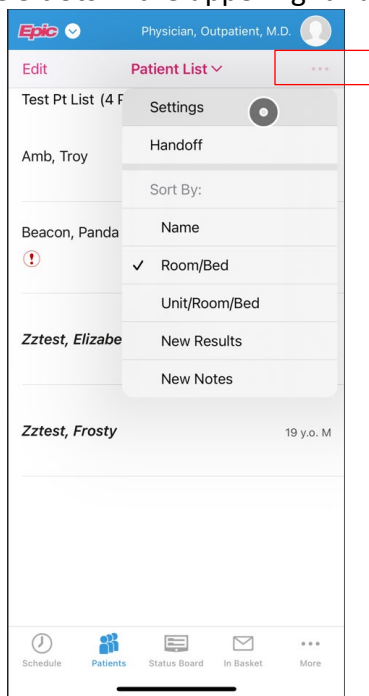 Epic
Physician, Outpatient, M.D.
Edit
Patient List
Test Pt List (4 P
Settings
Handoff
Amb, Troy
Sort By:
Name
Beacon, Panda
Room/Bed
Unit/Room/Bed
Zztest, Elizabe
New Results
New Notes
Zztest, Frosty
19 y.o. M
Schedule
Patients
Status Board
In Basket
More